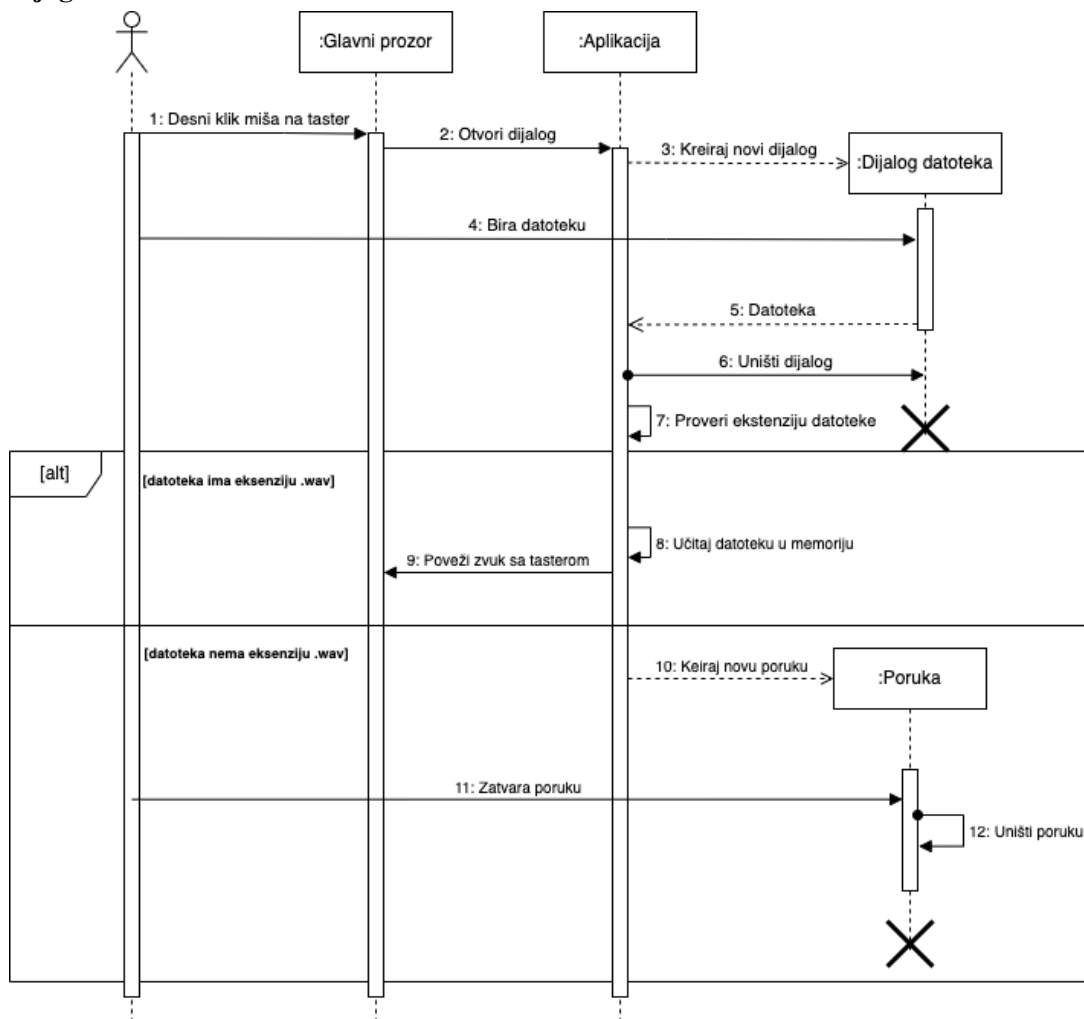 :Glavni prozor
:Aplikacija
1: Desni klik miša na taster
2: Otvori dijalog
3: Kreiraj novi dijalog
:Dijalog datoteka
4: Bira datoteku
5: Datoteka
6: Uništi dijalog
7: Proveri ekstenziju datoteke
[alt]
[datoteka ima eksenziju .wav]
8: Učitaj datoteku u memoriju
9: Poveži zvuk sa tasterom
[datoteka nema eksenziju .wav]
10: Keiraj novu poruku
:Poruka
11: Zatvara poruku
12: Uništi poruku